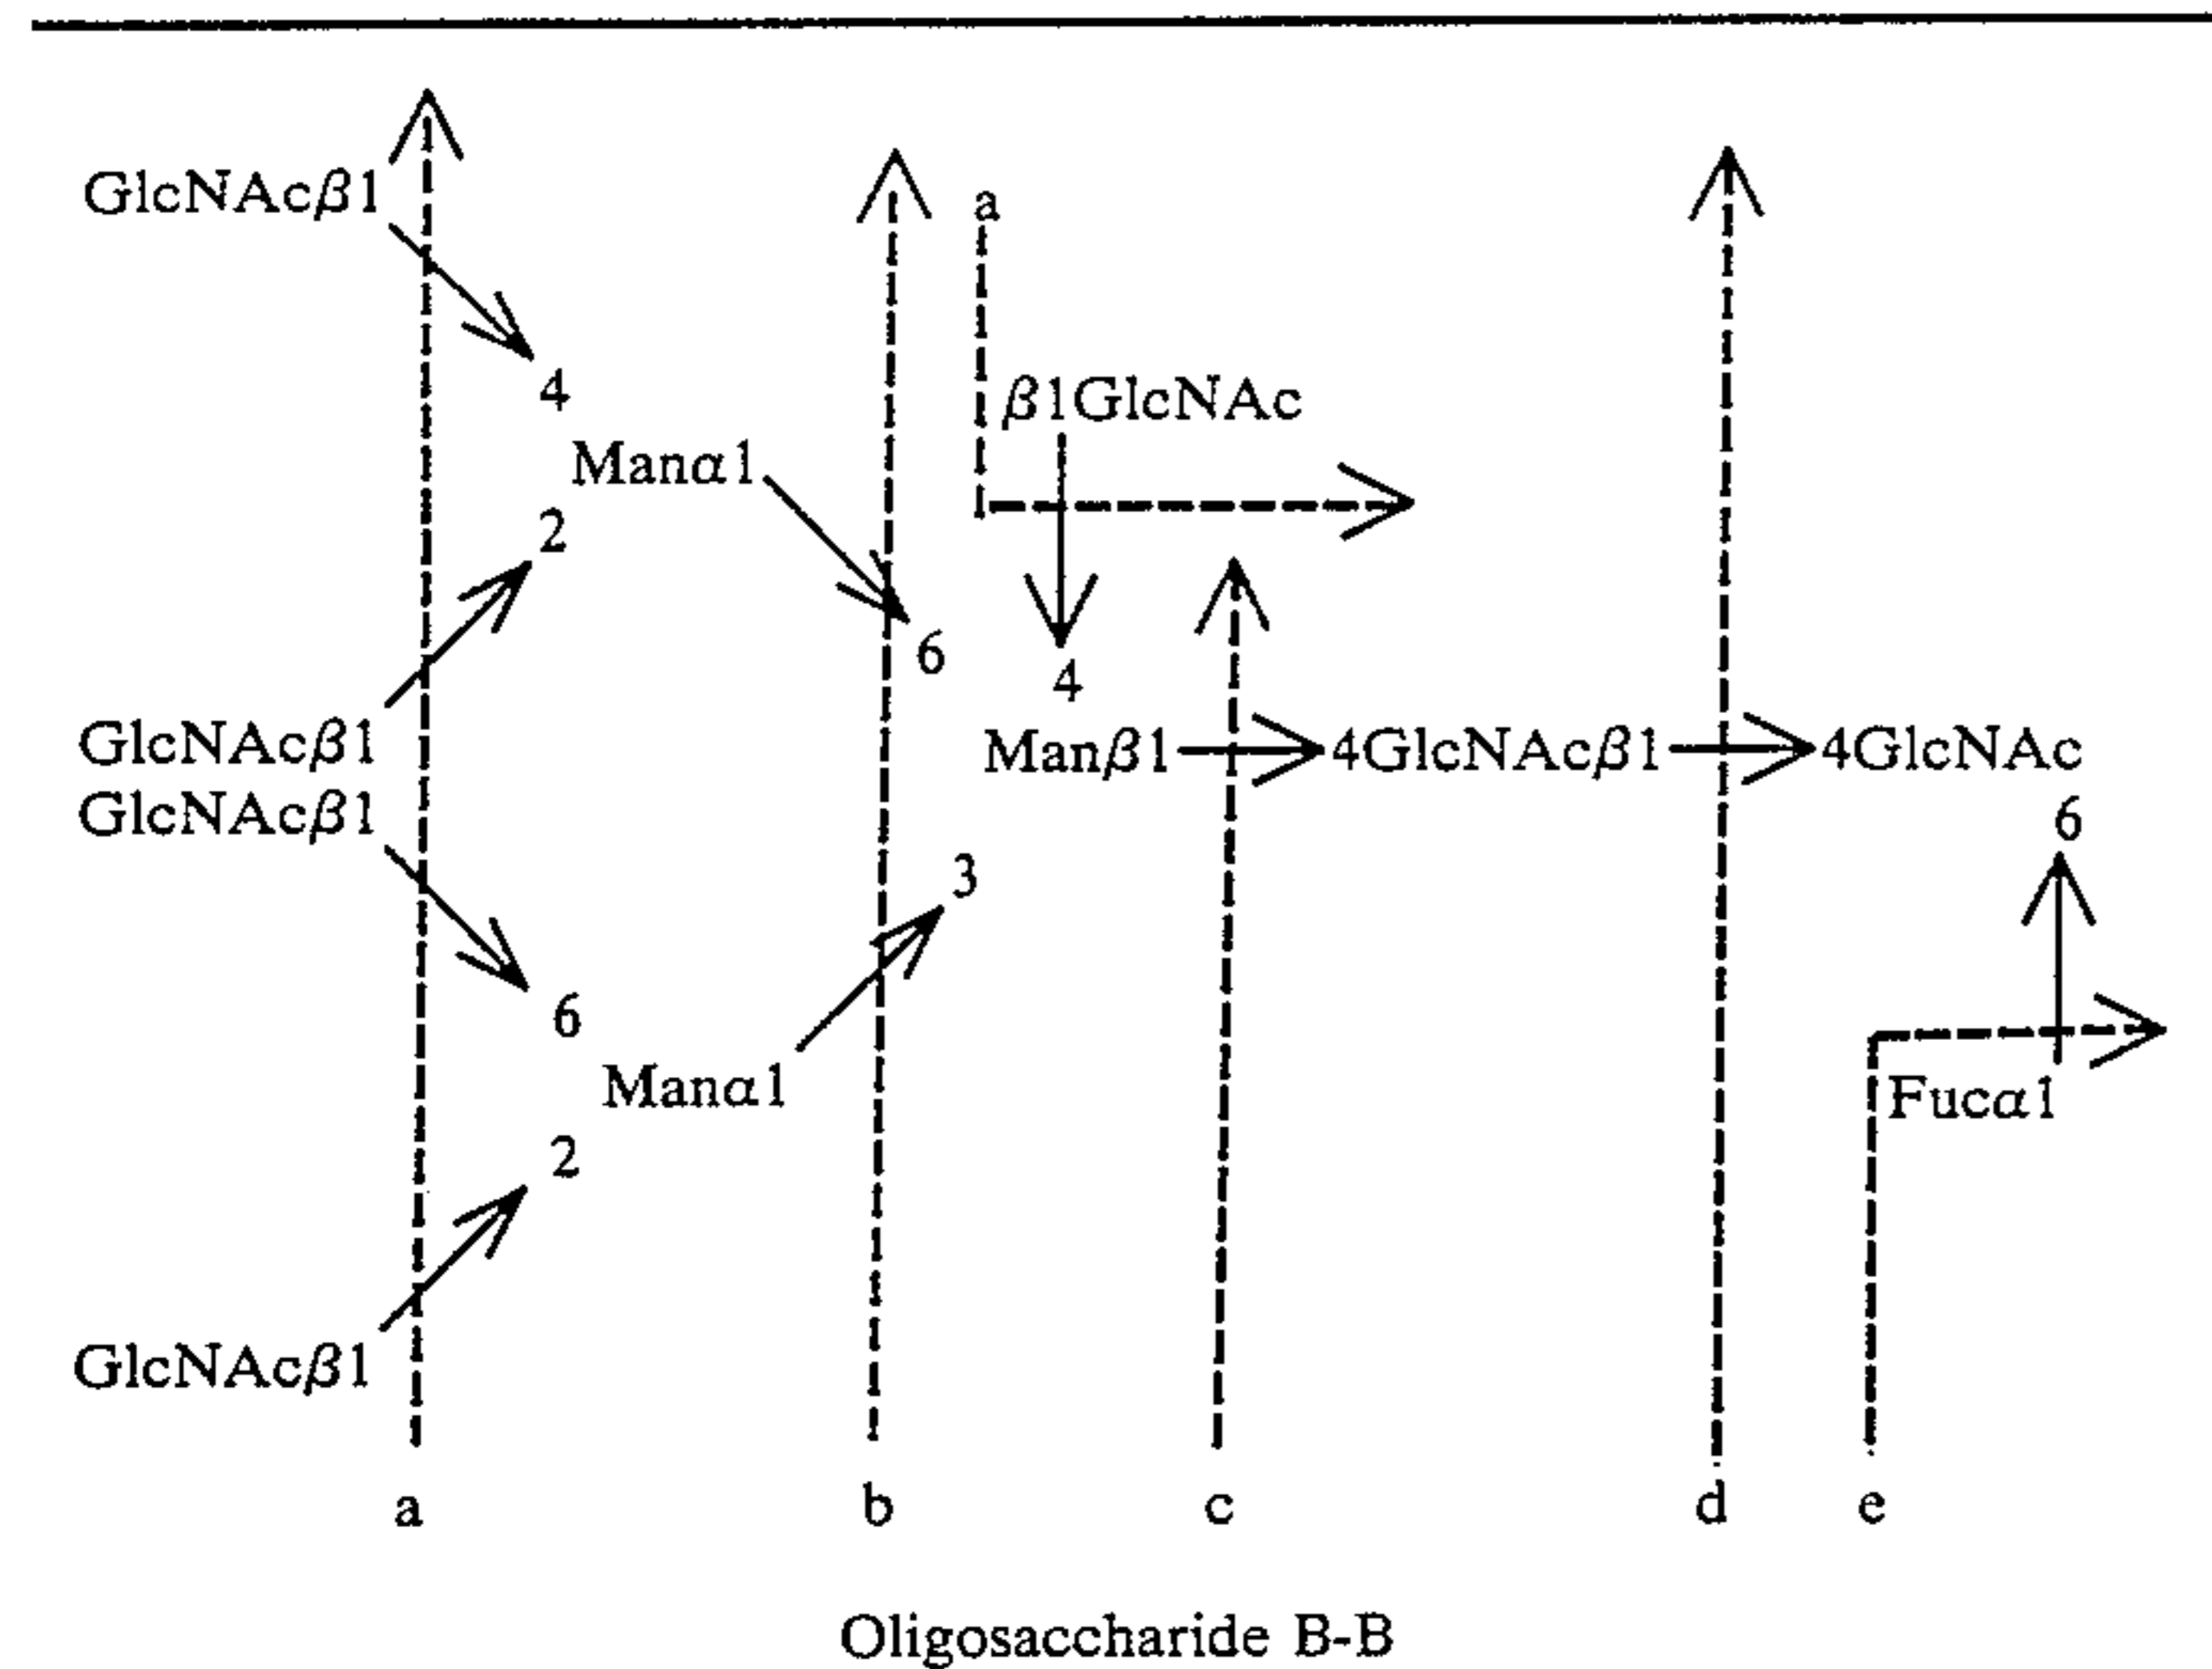 GlcNAcβ1
a
4
β1GlcNAc
Manα1
2
6
4
GlcNAcβ1
Manβ1 4GlcNAcβ1 4GlcNAc
GlcNAcβ1
6
3
6
Manα1
Fucα1
2
GlcNAcβ1
a b c d e
Oligosaccharide B-B